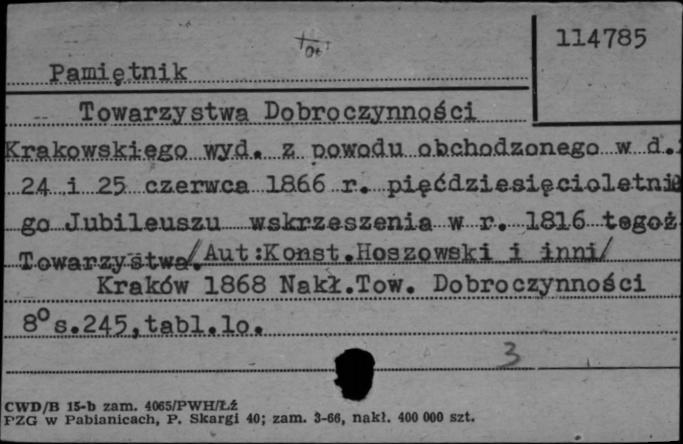 114785
Pamiętnik
Towarzystwa Dobroczynności
Krakowskiego wyd. z powodu obchodzonego w d.
24 i 25 czerwca 1866 r. pięćdziesięcioletnie
go Jubileuszu wskrzeszenia w r. 1816 tegoż
Towarzystwa. /Aut:Konst.Hoszowski i inni/
Kraków 1868 Nakł.Tow. Dobroczynności
8° s.245,tabl.lo.
3
CWD/B 15-b zam. 4065/PWH/Łź
PZG w Pabianicach, P. Skargi 40; zam. 3-66, nakł. 400 000 szt.